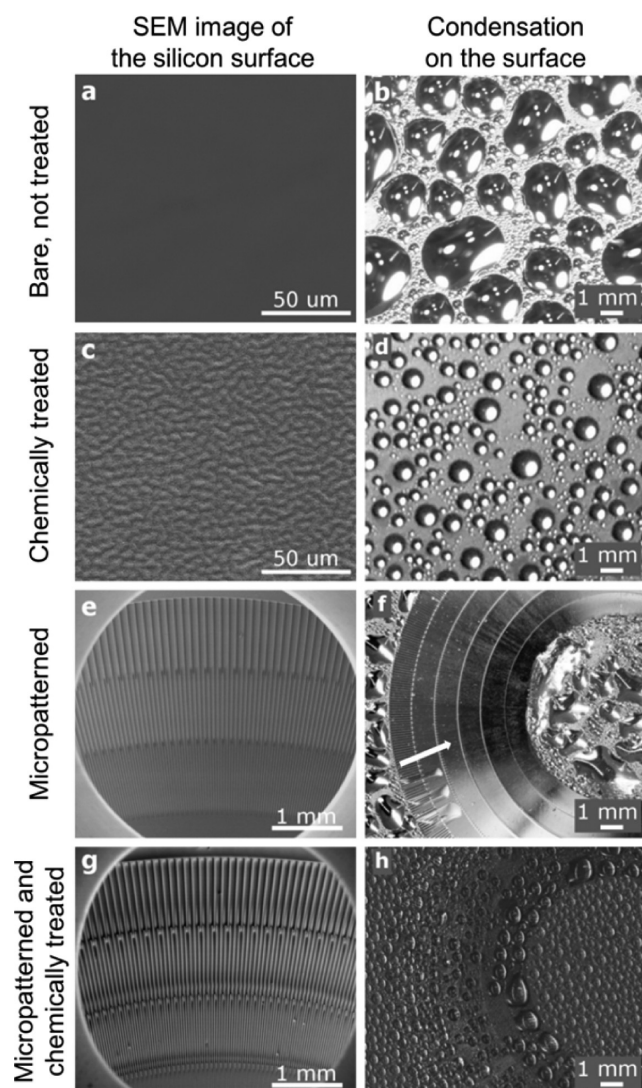 SEM image of
the silicon surface
Condensation
on the surface
Bare, not treated
a
50 um
b
1 mm
Chemically treated
c
50 um
d
1 mm
Micropatterned
e
1 mm
f
1 mm
Micropatterned and
chemically treated
g
1 mm
h
1 mm